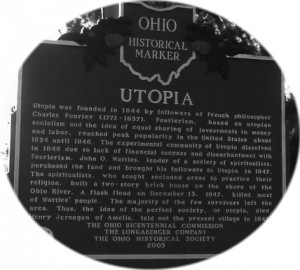 OHIO
HISTORICAL
MARKER
UTOPIA
Utopia was founded in 1844 by followers of French philosopher
Charles Fourier (1772-1837). Fourierism, based on utopian
socialism and the idea of equal sharing of investments in money
and labor, reached peak popularity in the United States about
1824 until 1846. The experimental community of Utopia dissolved
in 1846 due to lack of financial success and disenchantment with
Fourierism. John O. Wattles, leader of a society of spiritualists,
purchased the land and brought his followers to Utopia in 1847.
The spiritualists, who sought secluded areas to practice their
religion, built a two-story brick house on the shore of the
Ohio River. A flash flood on December 13, 1847, killed most
of Wattles' people. The majority of the few survivors left the
area. Thus, the idea of the perfect society, or utopia, died.
Henry Jernegan of Amelia, laid out the present village in
THE OHIO BICENTENNIAL COMMISSION
THE LONGABERGER COMPANY
THE OHIO HISTORICAL SOCIETY
2003